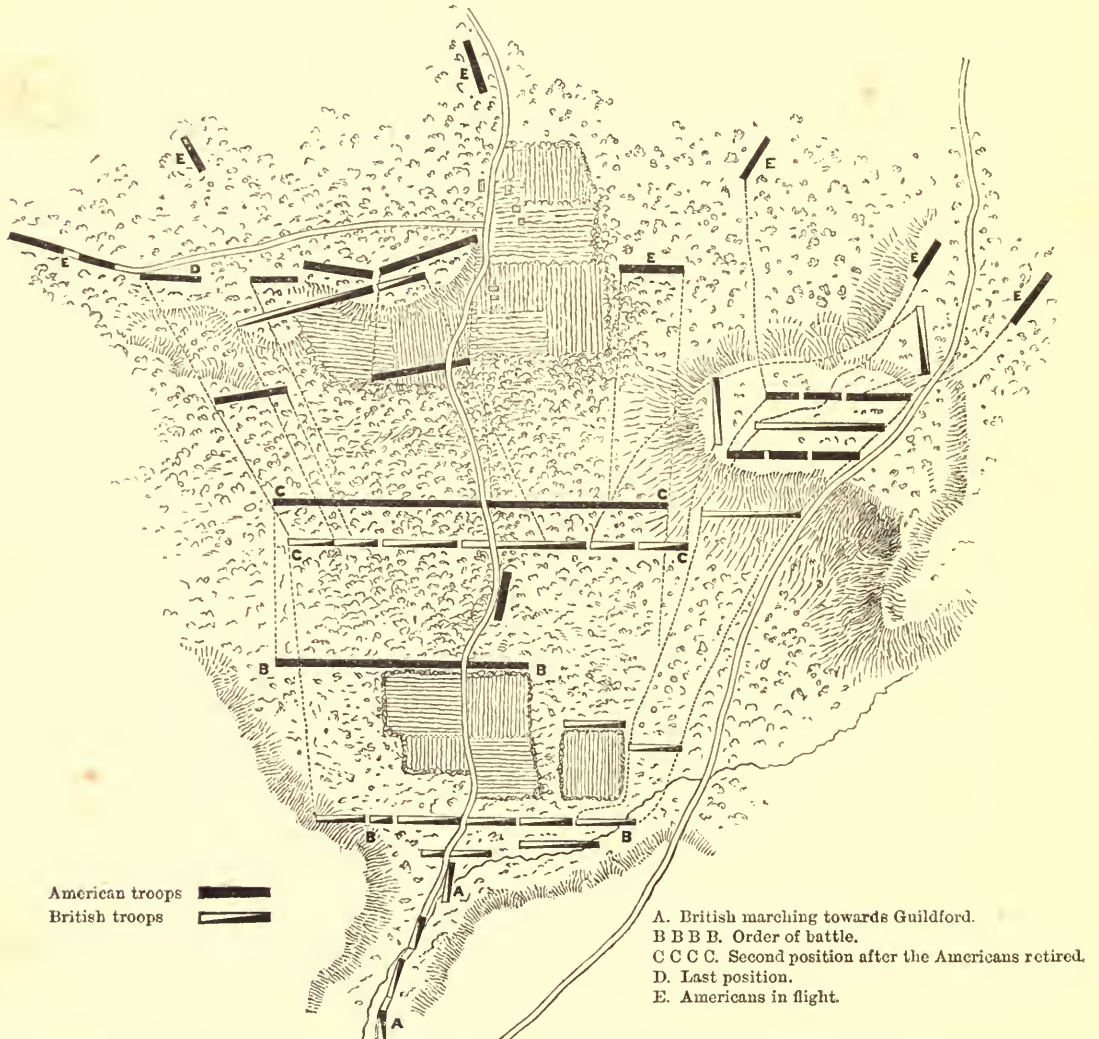 E
E
E
E
D
E
E
E
C
C
C
C
B
B
B
B
A
A
American troops
British troops
A. British marching towards Guildford.
B B B B. Order of battle.
C C C C. Second position after the Americans retired.
D. Last position.
E. Americans in flight.